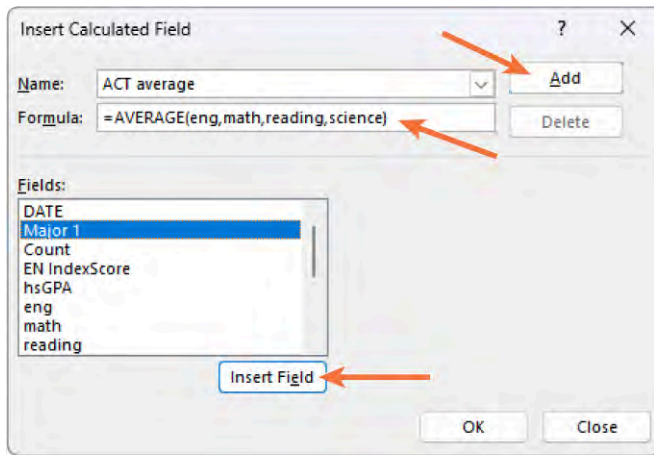 Insert Calculated Field ? ×
Name: ACT average Add
Formula: =AVERAGE(eng,math,reading,science) Delete
Fields:
DATE
Major 1
Count
EN IndexScore
hsGPA
eng
math
reading
Insert Field
OK Close